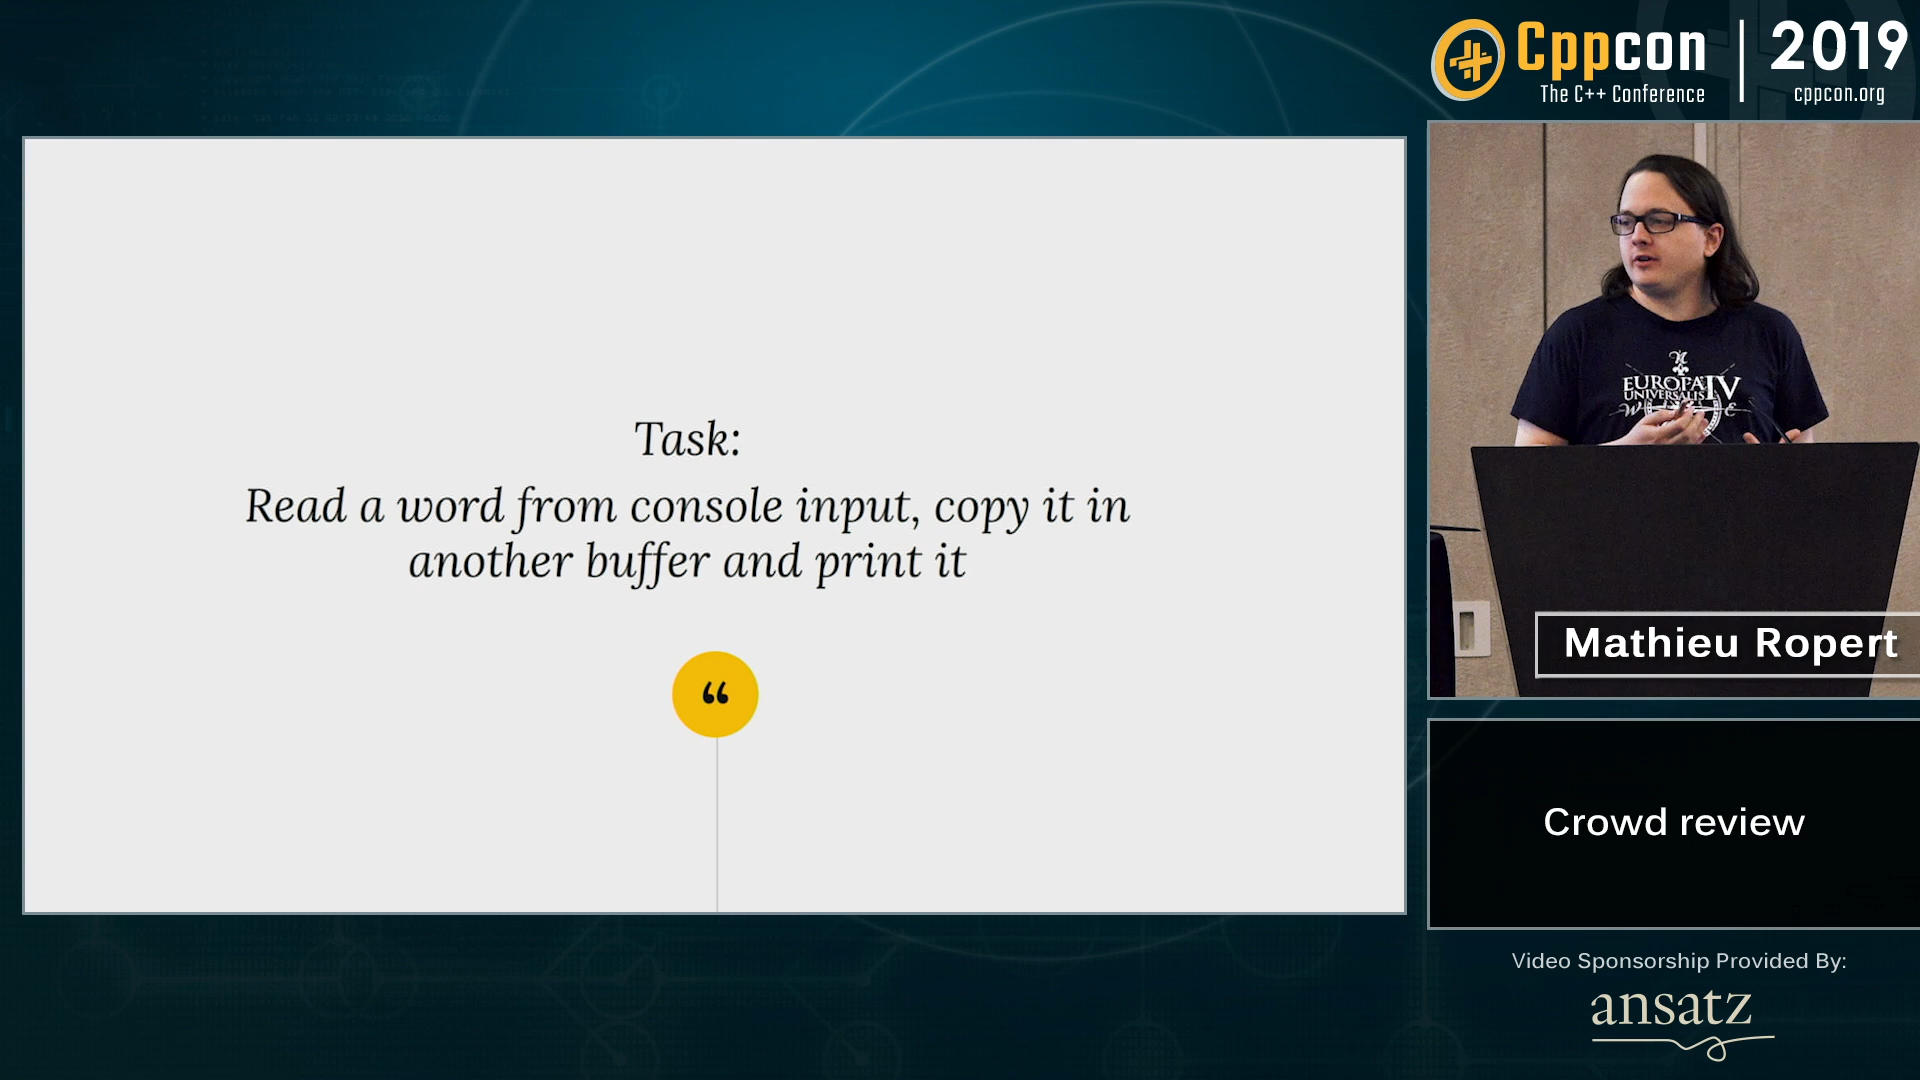 Cppcon
The C++ Conference
2019
cppcon.org
Task:
Read a word from console input, copy it in
another buffer and print it
“
N
EUROPA IV
UNIVERSALIS
W E
Mathieu Ropert
Crowd review
Video Sponsorship Provided By:
ansatz